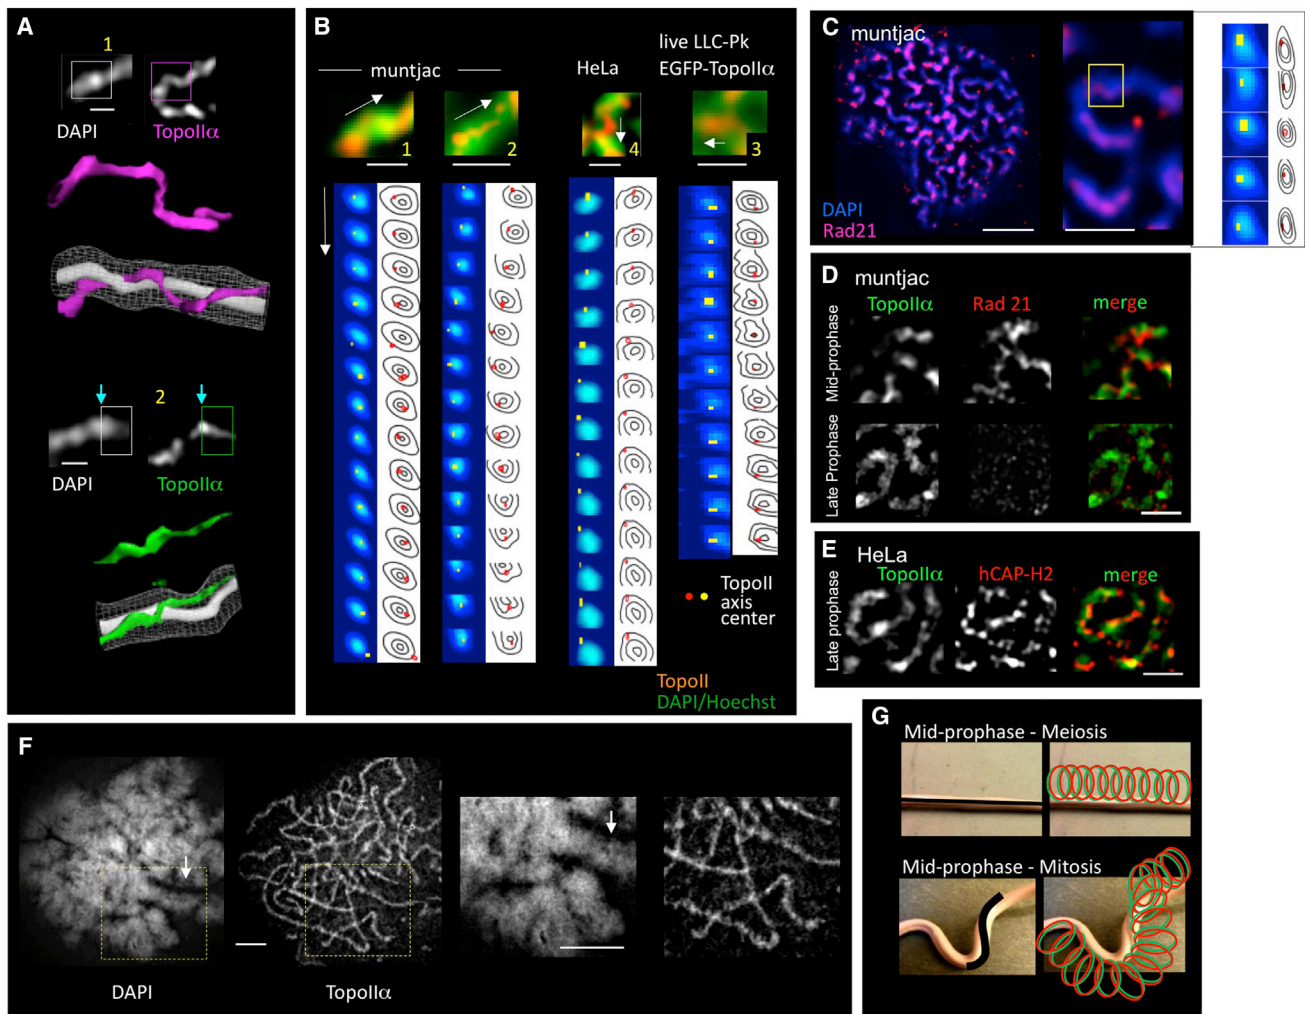 A
1
DAPI
TopoIIα
2
DAPI
TopoIIα
B
muntjac
HeLa
live LLC-Pk
EGFP-TopoIIα
1
2
4
3
TopoII
axis
center
TopoII
DAPI/Hoechst
C
muntjac
DAPI
Rad21
D
muntjac
TopoIIα
Rad 21
merge
Mid-prophase
Late Prophase
E
HeLa
TopoIIα
hCAP-H2
merge
Late prophase
F
DAPI
TopoIIα
G
Mid-prophase - Meiosis
Mid-prophase - Mitosis